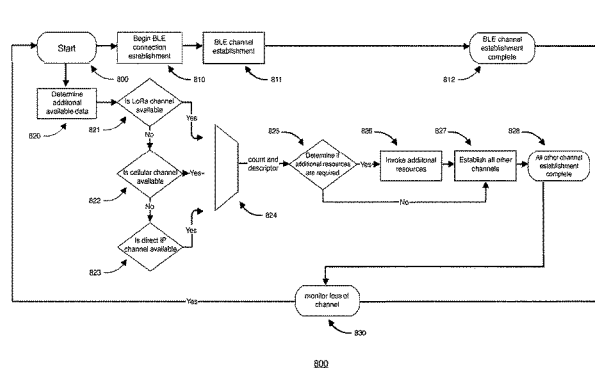 Start
Begin BLE
connection
establishment
BLE channel
establishment
BLE channel
establishment
complete
800
810
811
812
Determine
additional
available data
820
Is LoRa channel
available
821
Yes
No
Is cellular channel
available
Yes
822
No
Is direct IP
channel available
Yes
823
824
count and
descriptor
825
Determine if
additional resources
are required
Yes
No
826
Invoke additional
resources
827
Establish all other
channels
828
All other channel
establishment
complete
Yes
monitor loss of
channel
830
800